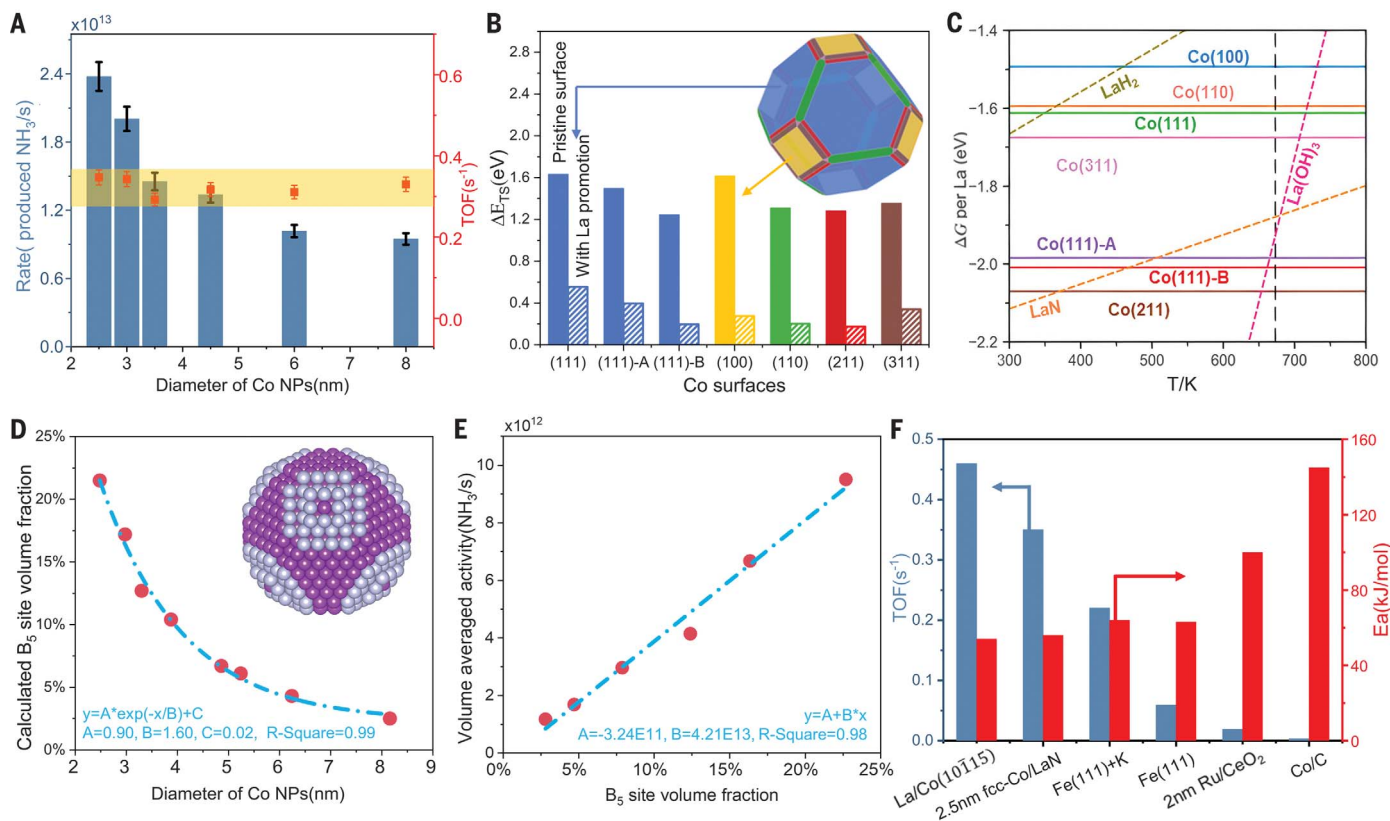 A
x10¹³
Rate( produced NH₃/s)
2.4
1.8
1.2
0.6
0.0
TOF(s⁻¹)
0.6
0.4
0.2
0.0
2 3 4 5 6 7 8
Diameter of Co NPs(nm)
B
ΔE_TS(eV)
2.8
2.4
2.0
1.6
1.2
0.8
0.4
0.0
Pristine surface
With La promotion
(111) (111)-A (111)-B (100) (110) (211) (311)
Co surfaces
C
ΔG per La (eV)
−1.4
−1.6
−1.8
−2.0
−2.2
Co(100)
LaH₂
Co(110)
Co(111)
Co(311)
La(OH)₃
Co(111)-A
Co(111)-B
LaN
Co(211)
300 400 500 600 700 800
T/K
D
Calculated B₅ site volume fraction
25%
20%
15%
10%
5%
0%
y=A*exp(-x/B)+C
A=0.90, B=1.60, C=0.02, R-Square=0.99
2 3 4 5 6 7 8 9
Diameter of Co NPs(nm)
E
x10¹²
Volume averaged activity(NH₃/s)
10
8
6
4
2
0
y=A+B*x
A=-3.24E11, B=4.21E13, R-Square=0.98
0 5% 10% 15% 20% 25%
B₅ site volume fraction
F
TOF(s⁻¹)
0.5
0.4
0.3
0.2
0.1
0.0
Ea(kJ/mol)
160
120
80
40
0
La/Co(101̄15)
2.5nm fcc-Co/LaN
Fe(111)+K
Fe(111)
2nm Ru/CeO₂
Co/C